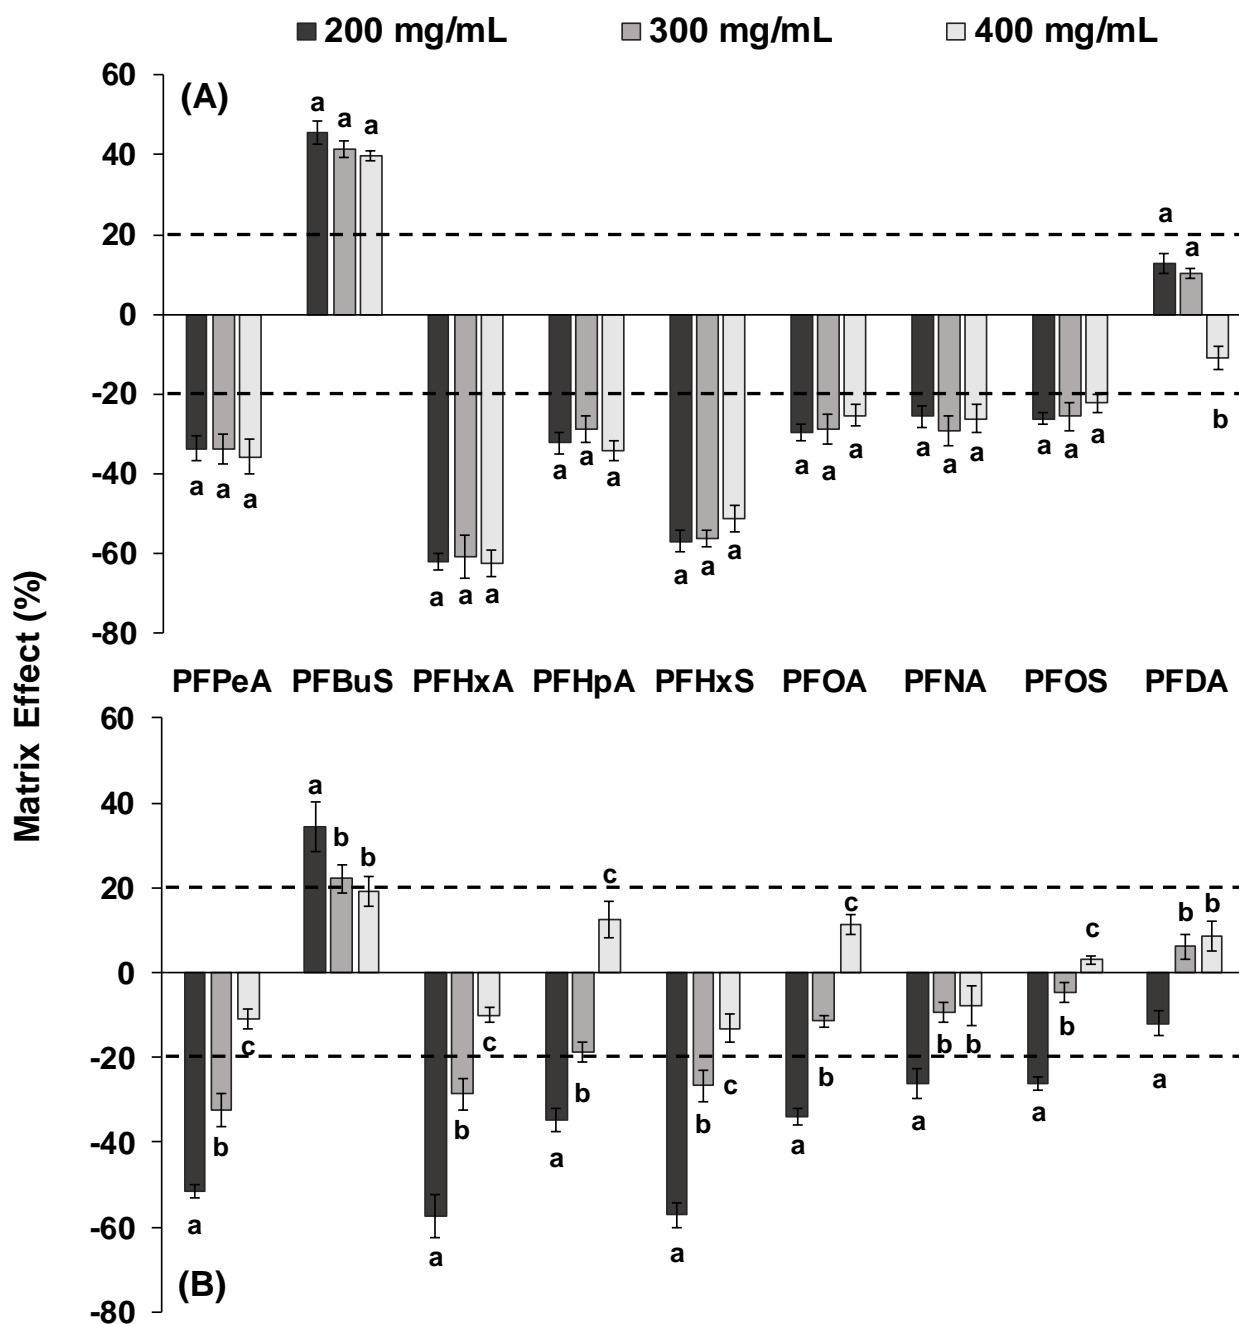 200 mg/mL 300 mg/mL 400 mg/mL
Matrix Effect (%)
(A)
60
40
20
0
-20
-40
-60
-80
a a a
a a a
a a a
a a a
a a a
a a a
a a a
a a a
a a b
PFPeA PFBuS PFHxA PFHpA PFHxS PFOA PFNA PFOS PFDA
60
40
20
0
-20
-40
-60
-80
a b c
a b b
a b c
a b c
a b c
a b c
a b b
a b c
a b b
(B)